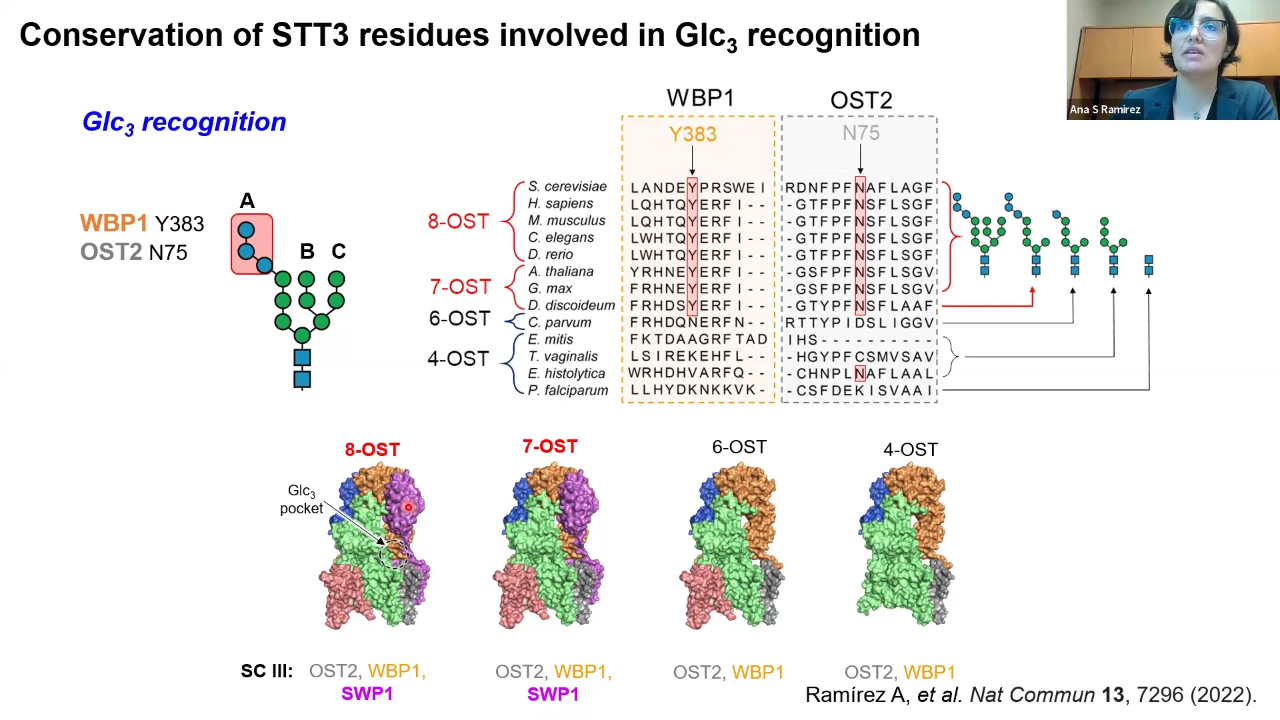 Conservation of STT3 residues involved in Glc3 recognition
Ana S Ramirez
Glc3 recognition
WBP1 OST2
Y383 N75
WBP1 Y383
OST2 N75
A
B C
8-OST
7-OST
6-OST
4-OST
S. cerevisiae LANDEYPRSWEI RDNFPFNAFLAGF
H. sapiens LQHTQYERFI-- -GTFPFNSFLSGF
M. musculus LQHTQYERFI-- -GTFPFNSFLSGF
C. elegans LWHTQYERFI-- -GTFPFNSFLSGF
D. rerio LWHTQYERFI-- -GTFPFNSFLSGF
A. thaliana YRHNEYERFI-- -GSFPFNSFLSGV
G. max FRHNEYERFI-- -GSFPFNSFLSGV
D. discoideum FRHDSYERFI-- -GTYPFNSFLAAF
C. parvum FRHDQNERFN-- RTTYPIDSLIGGV
E. mitis FKTDAAGRFTAD IHS----------
T. vaginalis LSIREKEHFL-- -HGYPFCSMVSAV
E. histolytica WRHDHVARFQ-- -CHNPLNAFLAAL
P. falciparum LLHYDKNKKVK- -CSFDEKISVAAI
8-OST 7-OST 6-OST 4-OST
Glc3
pocket
SC III: OST2, WBP1, OST2, WBP1, OST2, WBP1 OST2, WBP1
SWP1 SWP1
Ramírez A, et al. Nat Commun 13, 7296 (2022).